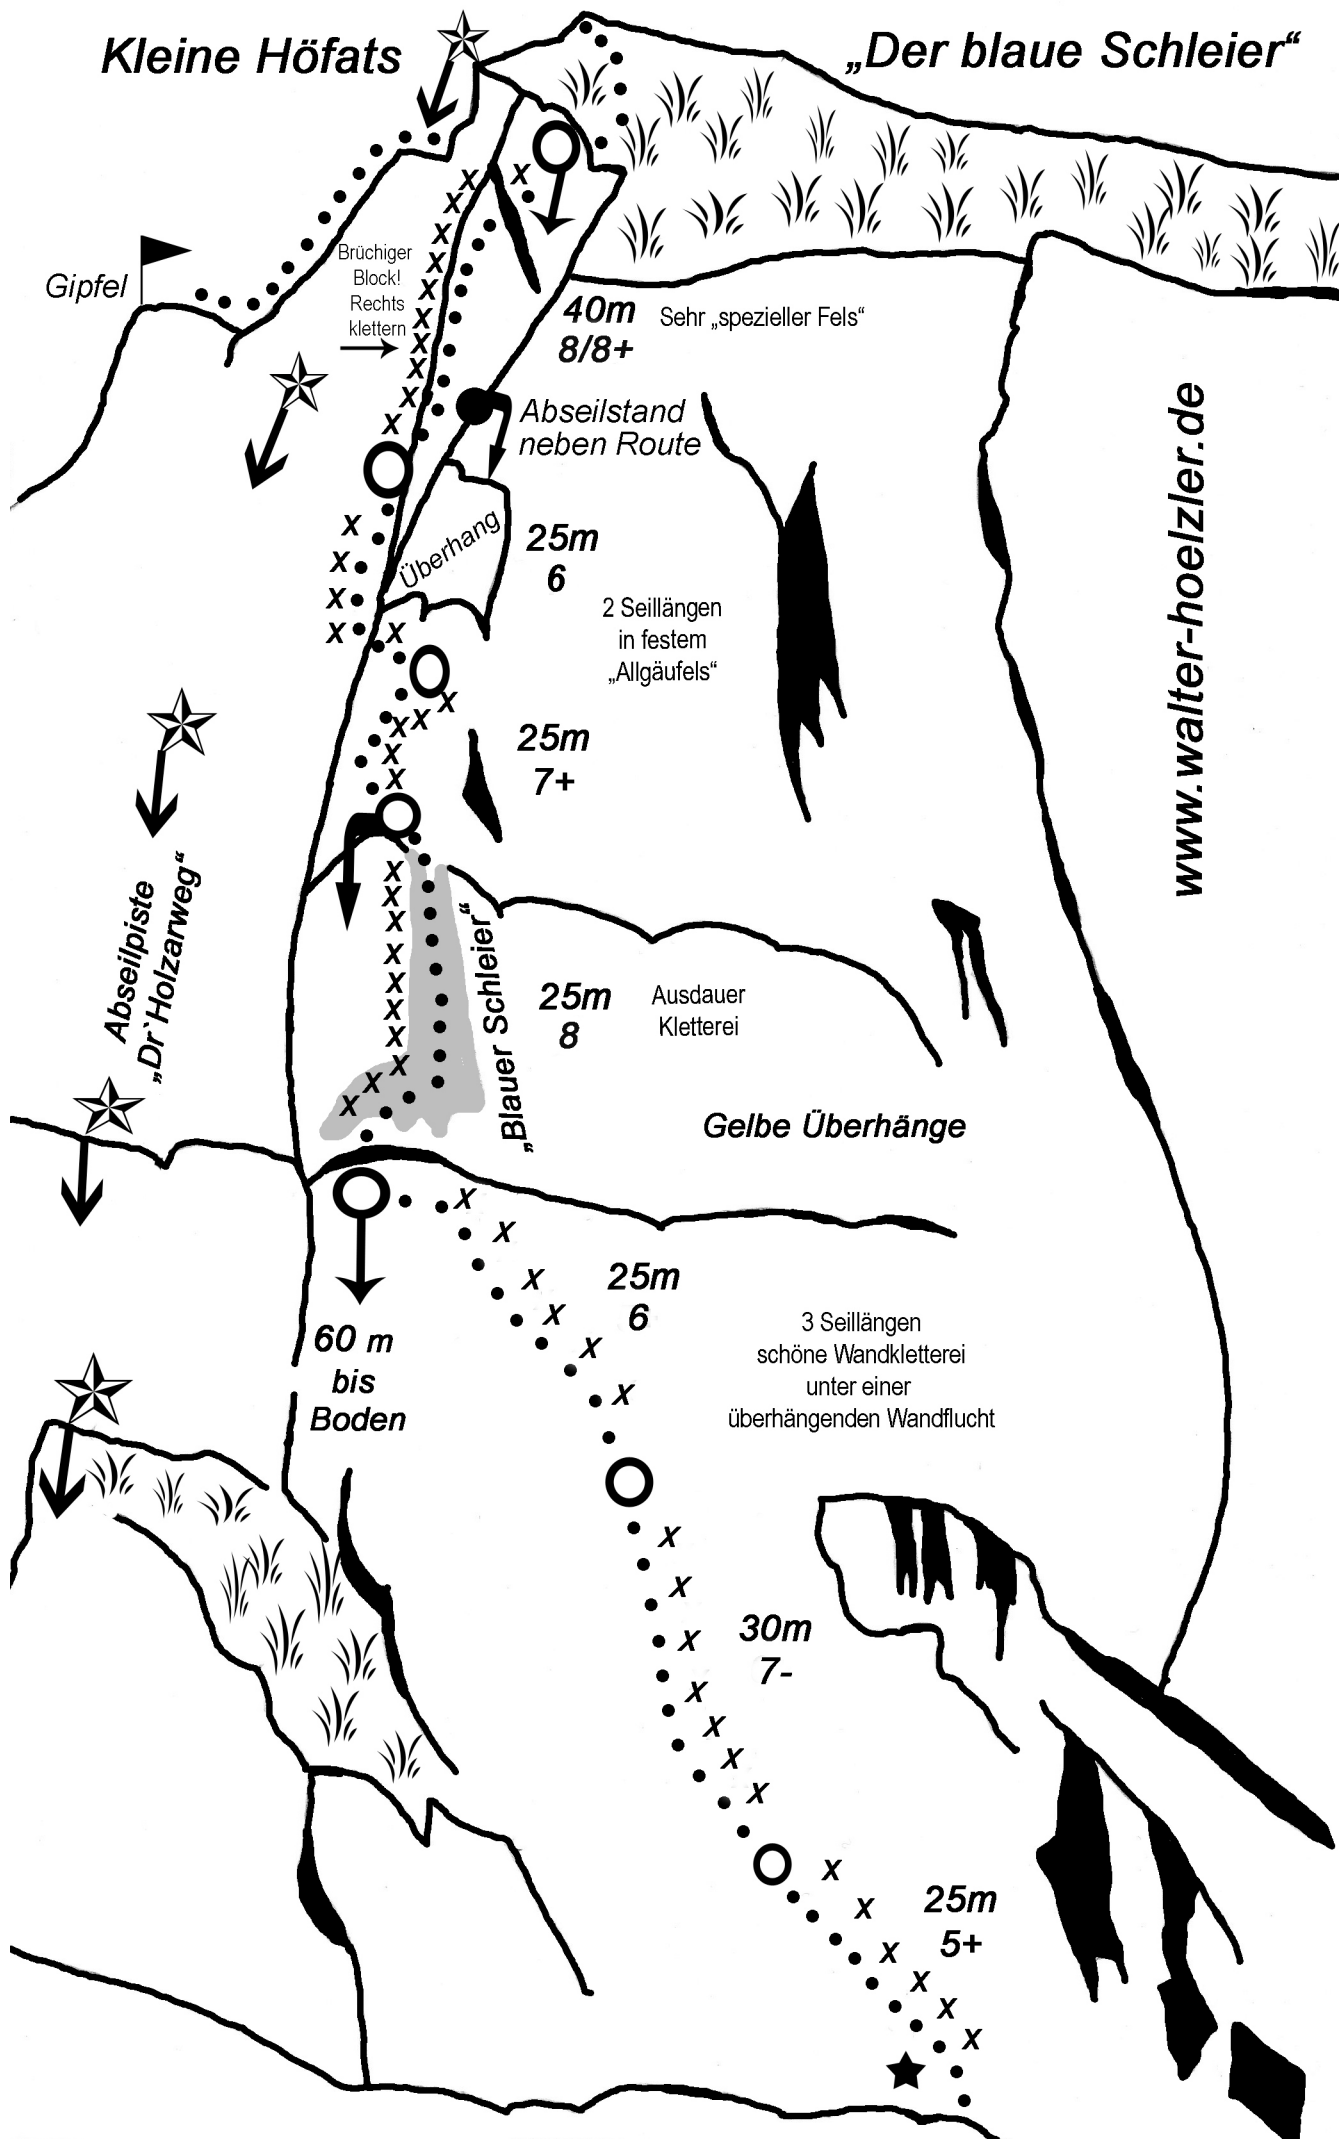 Kleine Höfats
„Der blaue Schleier“
Gipfel
Brüchiger
Block!
Rechts
klettern
40m
8/8+
Sehr „spezieller Fels“
Abseilstand
neben Route
www.walter-hoelzler.de
Überhang
25m
6
2 Seillängen
in festem
„Allgäufels“
25m
7+
Abseilpiste
„Dr`Holzarweg“
„Blauer Schleier“
25m
8
Ausdauer
Kletterei
Gelbe Überhänge
25m
6
60 m
bis
Boden
3 Seillängen
schöne Wandkletterei
unter einer
überhängenden Wandflucht
30m
7-
25m
5+